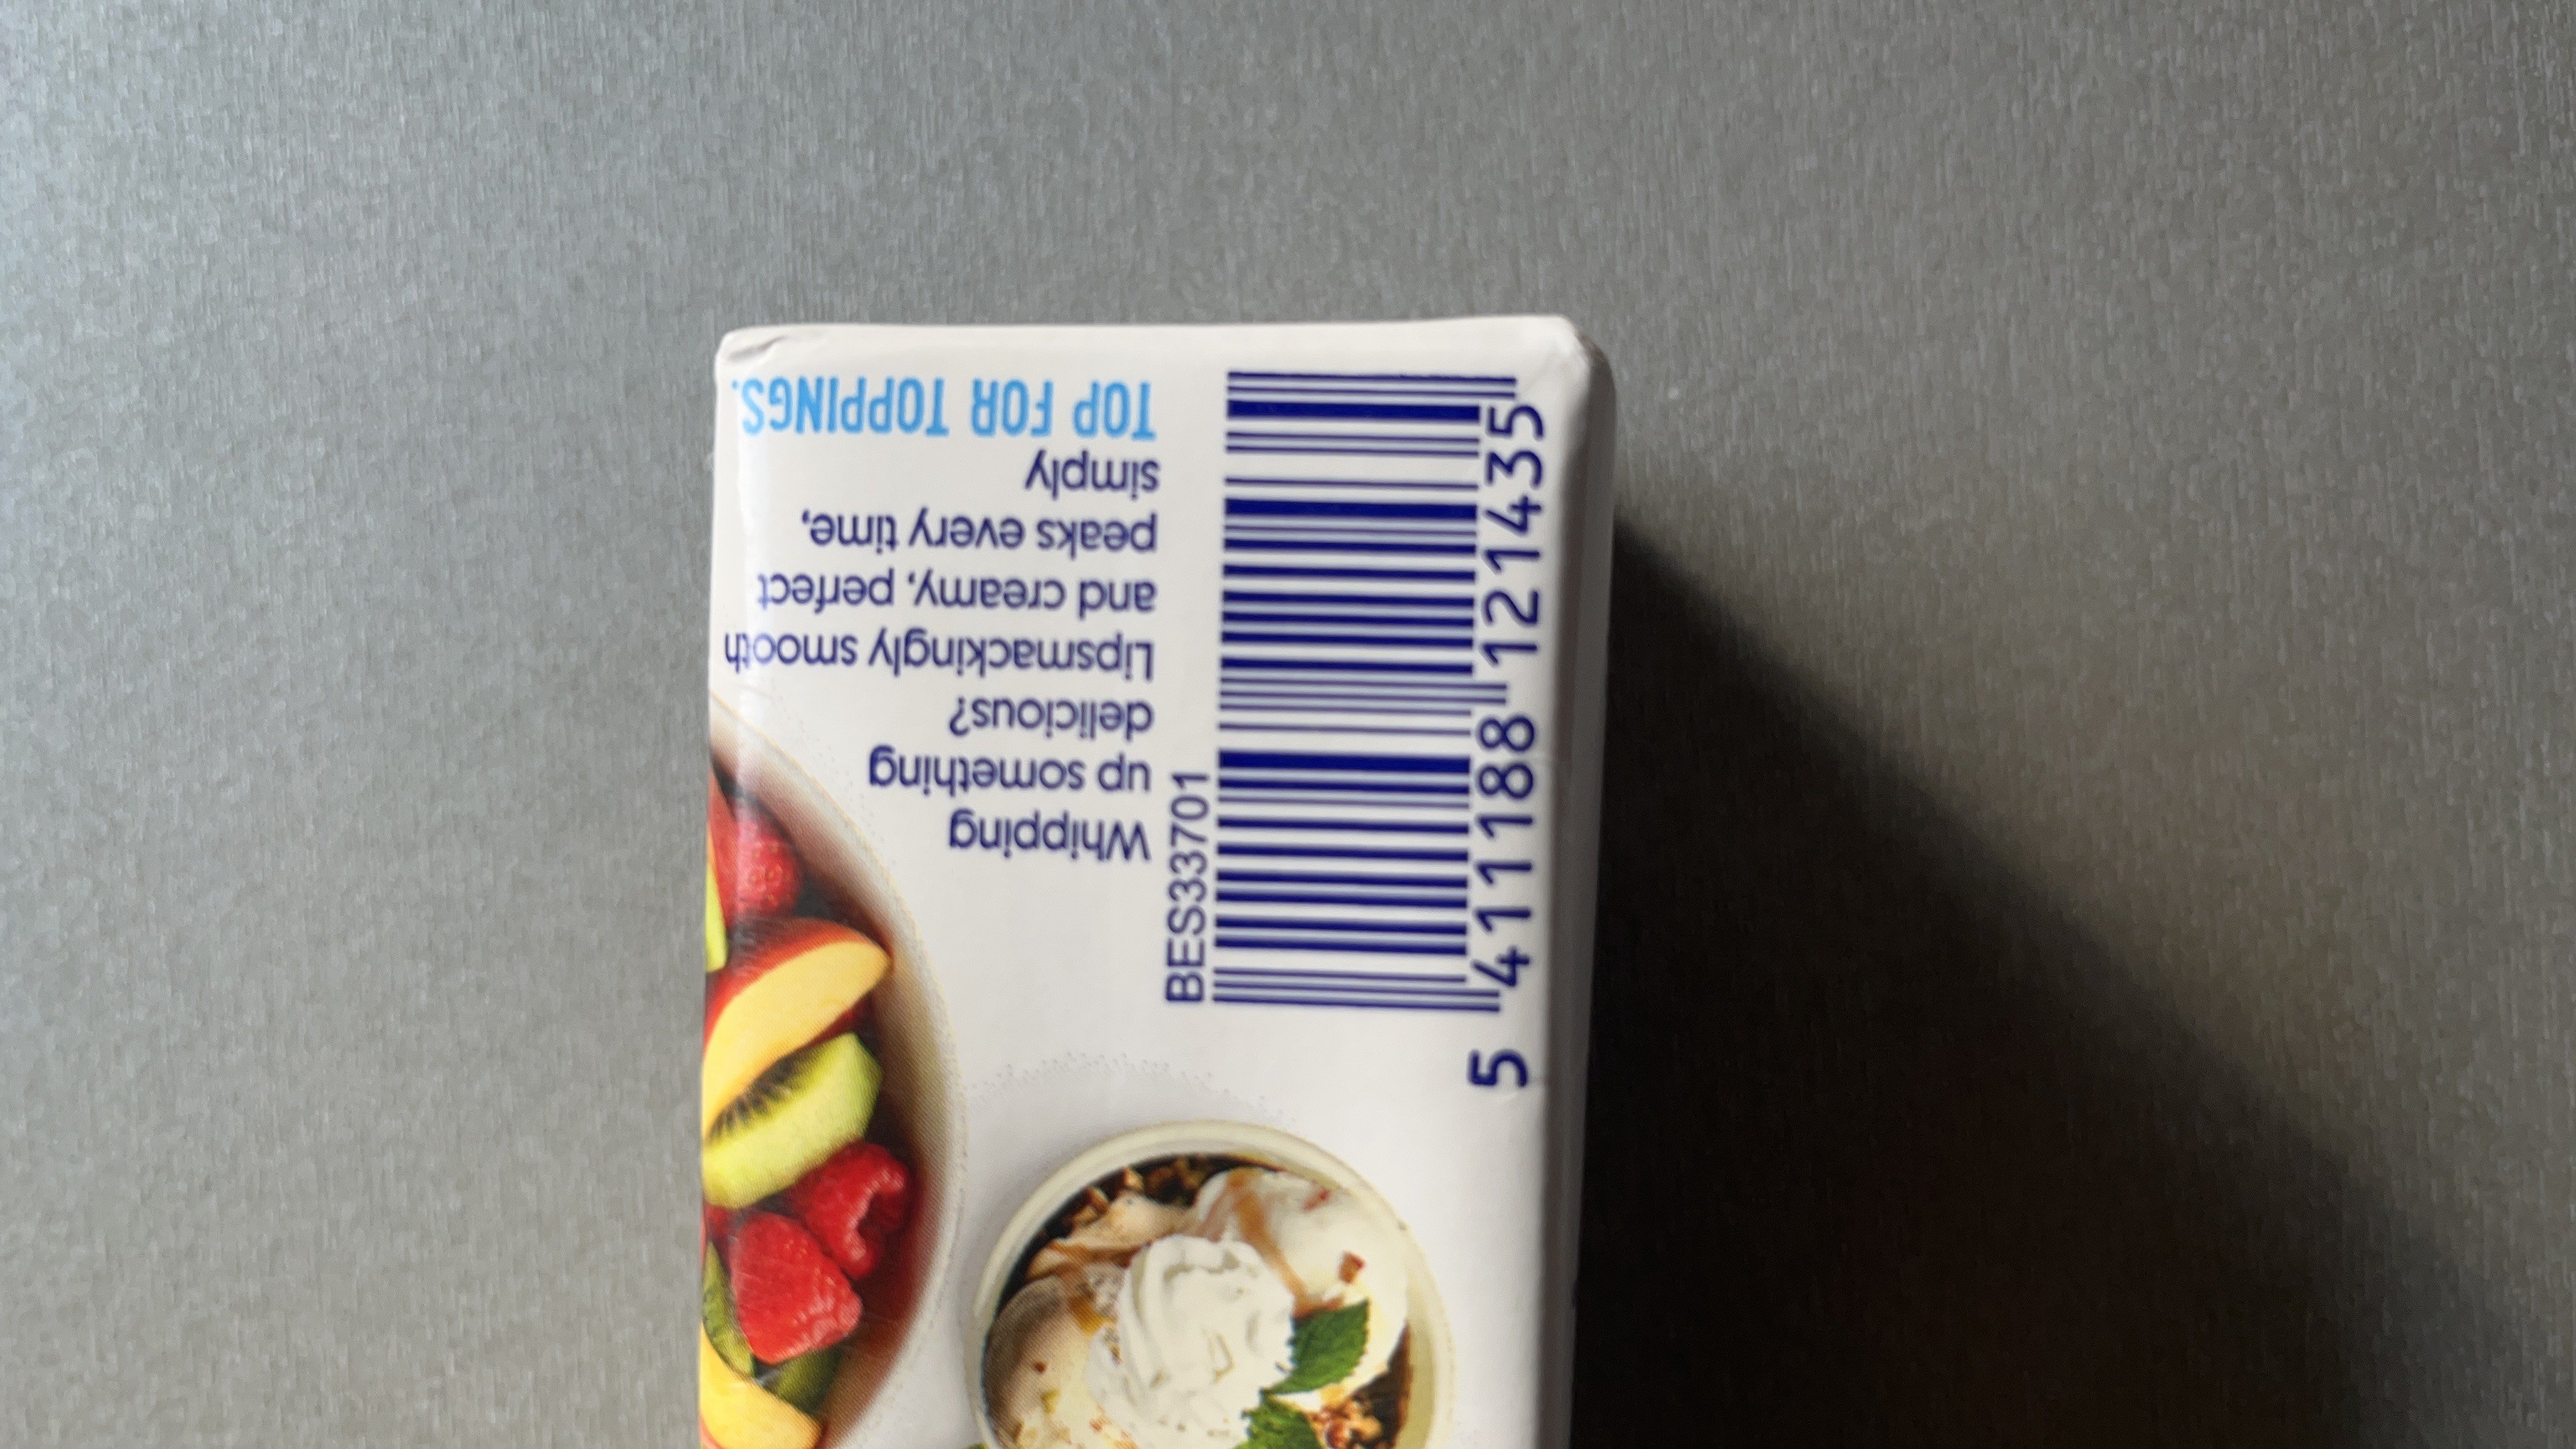 Whipping
up something
delicious?
Lipsmackingly smooth
and creamy, perfect
peaks every time,
simply
TOP FOR TOPPINGS.
BES33701
5 411188 121435